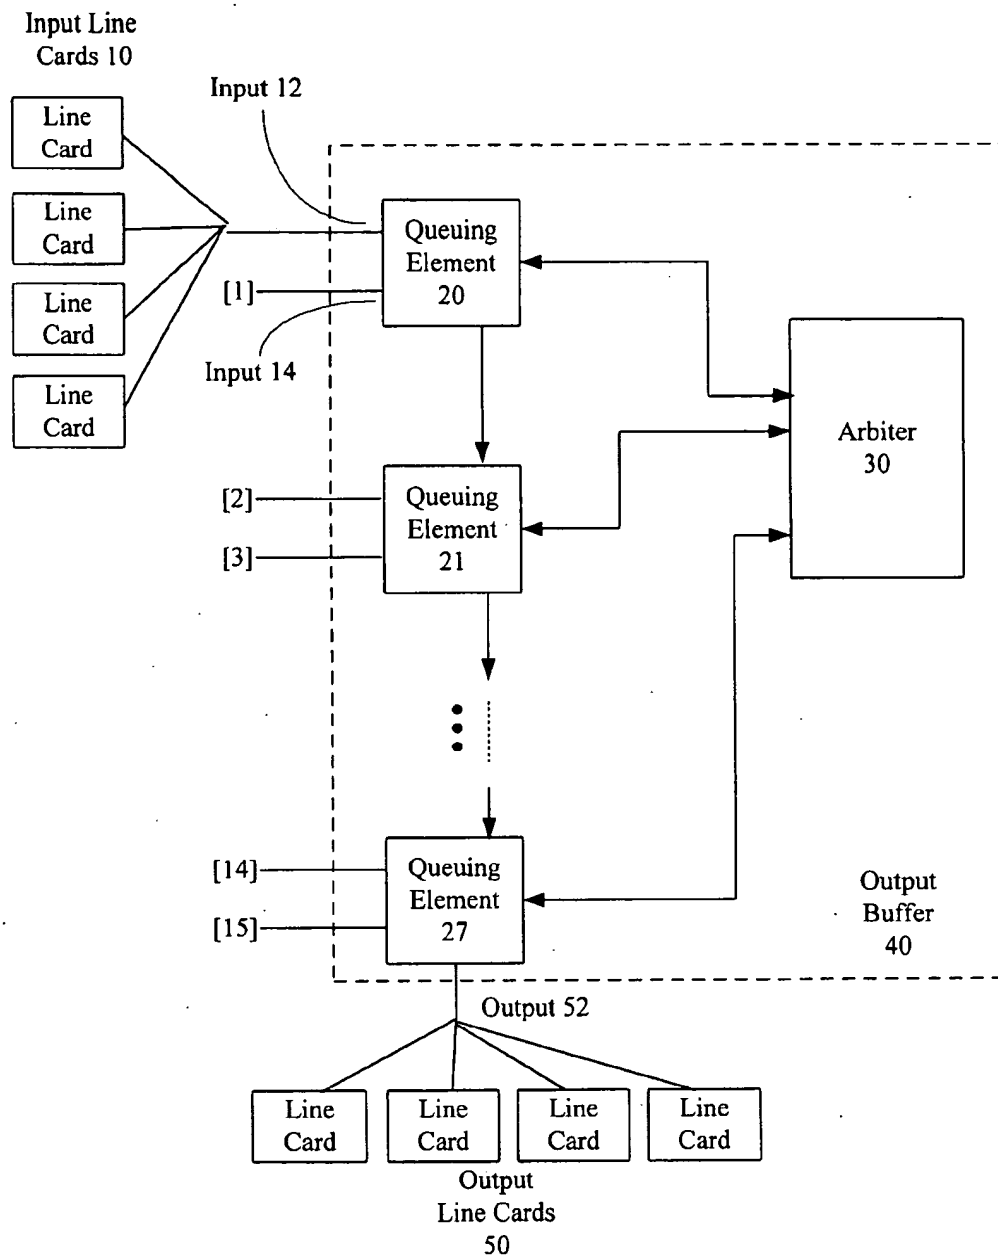 Input Line
Cards 10
Input 12
Line
Card
Line
Card
Line
Card
Line
Card
[1]
Input 14
Queuing
Element
20
Arbiter
30
[2]
[3]
Queuing
Element
21
[14]
[15]
Queuing
Element
27
Output
Buffer
40
Output 52
Line
Card
Line
Card
Line
Card
Line
Card
Output
Line Cards
50